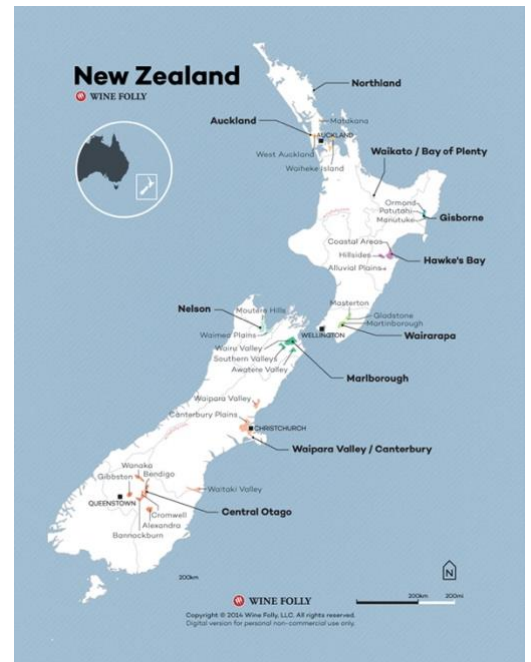 New Zealand
WINE FOLLY
Northland
Auckland
Matakana
AUCKLAND
West Auckland
Waiheke Island
Waikato / Bay of Plenty
Ormond
Patutahi
Manutuke
Gisborne
Coastal Areas
Hillsides
Alluvial Plains
Hawke's Bay
Masterton
Gladstone
Martinborough
Wairarapa
WELLINGTON
Nelson
Moutere Hills
Waimea Plains
Wairu Valley
Southern Valleys
Awatere Valley
Marlborough
Waipara Valley
Canterbury Plains
CHRISTCHURCH
Waipara Valley / Canterbury
Wanaka
Gibbston
Bendigo
QUEENSTOWN
Waitaki Valley
Central Otago
Cromwell
Alexandra
Bannockburn
200km
N
WINE FOLLY
200km 200mi
Copyright © 2014 Wine Folly, LLC. All rights reserved.
Digital version for personal non-commercial use only.